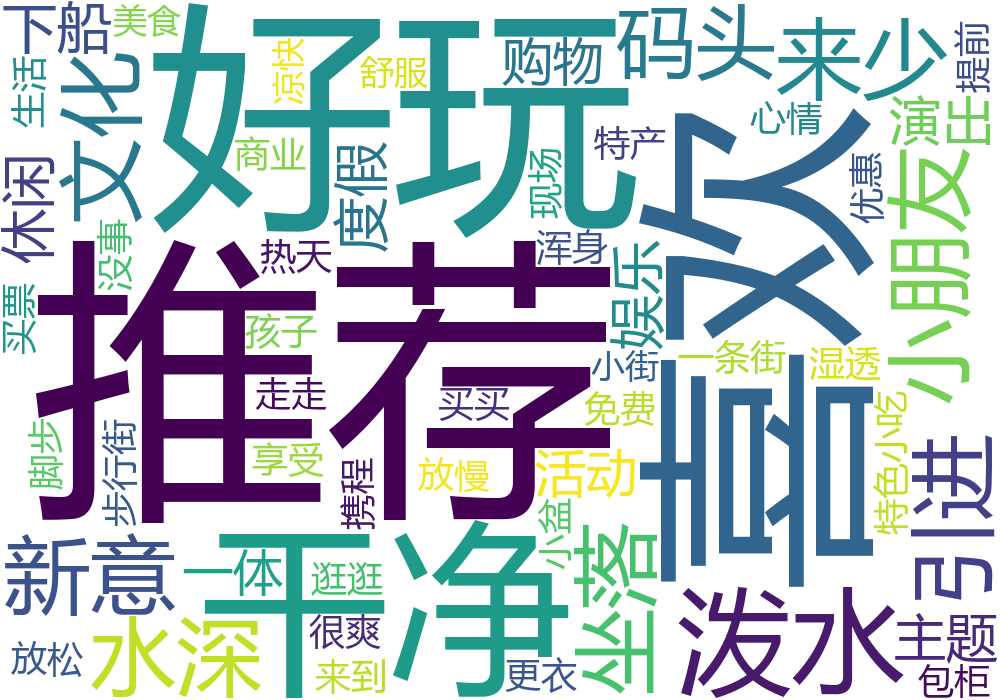 下船
美食
好玩
购物
码头
来少
提前
生活
文化
凉快
舒服
心情
演出
商业
特产
现场
优惠
休闲
度假
喜欢
小朋友
没事
热天
浑身
推荐
娱乐
买票
孩子
小街
一条街
湿透
走走
买买
免费
特色小吃
脚步
步行街
享受
携程
放慢
活动
引进
新意
一体
干净
小盆
坐落
逛逛
泼水
水深
很爽
主题
放松
来到
更衣
包柜